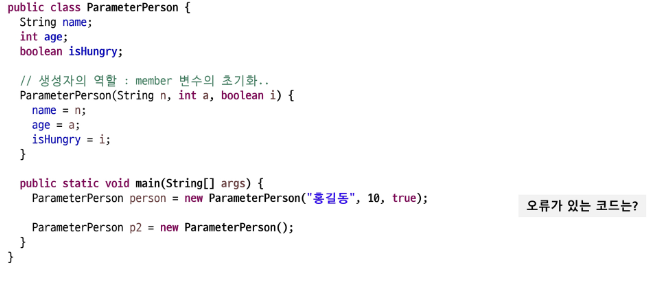 public class ParameterPerson {
  String name;
  int age;
  boolean isHungry;

  // 생성자의 역할 : member 변수의 초기화..
  ParameterPerson(String n, int a, boolean i) {
    name = n;
    age = a;
    isHungry = i;
  }

  public static void main(String[] args) {
    ParameterPerson person = new ParameterPerson("홍길동", 10, true);

    ParameterPerson p2 = new ParameterPerson();
  }
}
오류가 있는 코드는?